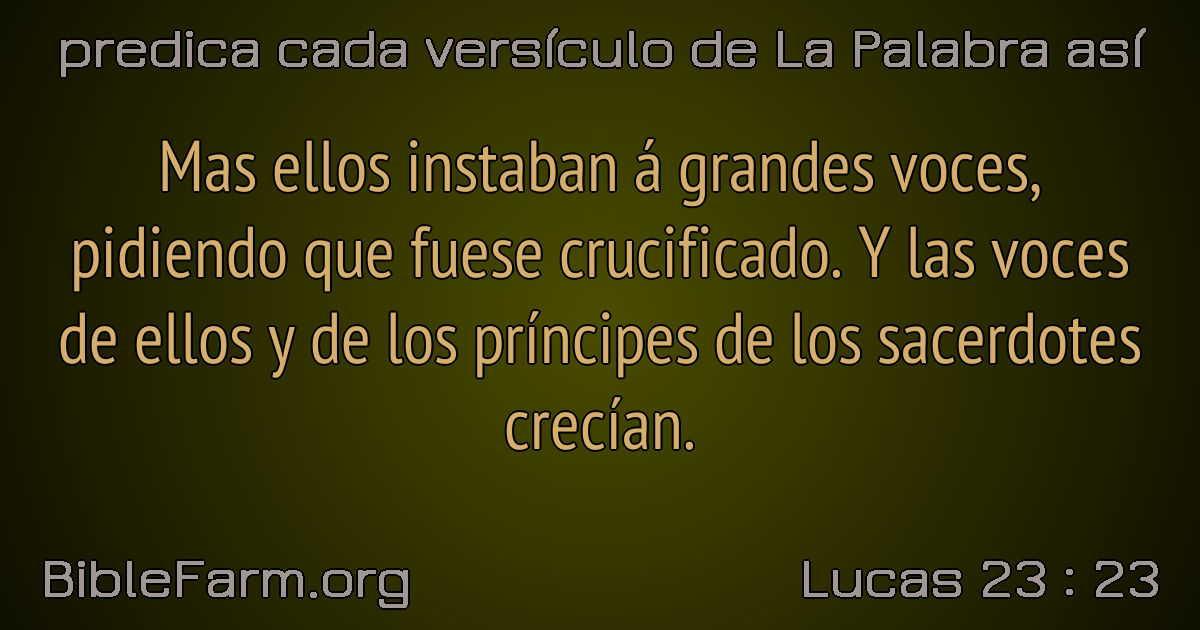 predica cada versículo de La Palabra así
Mas ellos instaban á grandes voces,
pidiendo que fuese crucificado. Y las voces
de ellos y de los príncipes de los sacerdotes
crecían.
BibleFarm.org
Lucas 23 : 23